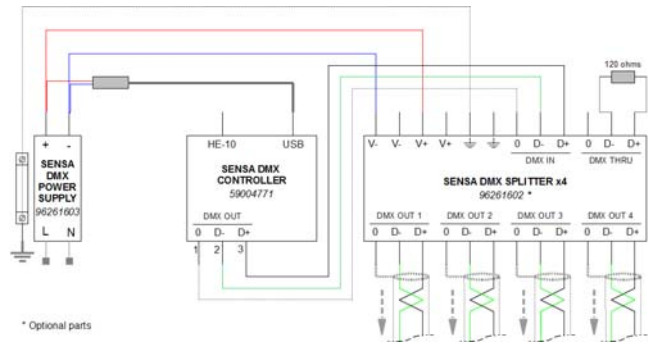 120 ohms
+ -
SENSA
DMX
POWER
SUPPLY
96261603
L N
HE-10 USB
SENSA DMX
CONTROLLER
59004771
DMX OUT
0 D- D+
1 2 3
V- V- V+ V+ 0 D- D+ 0 D- D+
DMX IN DMX THRU
SENSA DMX SPLITTER x4
96261602 *
DMX OUT 1 DMX OUT 2 DMX OUT 3 DMX OUT 4
0 D- D+ 0 D- D+ 0 D- D+ 0 D- D+
* Optional parts